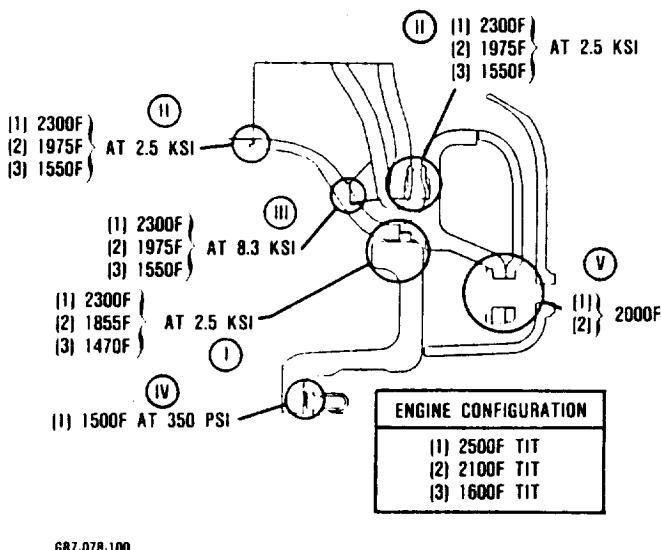 II
(1) 2300F
(2) 1975F
(3) 1550F
AT 2.5 KSI
II
(1) 2300F
(2) 1975F
(3) 1550F
AT 2.5 KSI
III
(1) 2300F
(2) 1975F
(3) 1550F
AT 8.3 KSI
V
(1)
(2)
2000F
(1) 2300F
(2) 1855F
(3) 1470F
AT 2.5 KSI
I
IV
(1) 1500F AT 350 PSI
ENGINE CONFIGURATION
(1) 2500F TIT
(2) 2100F TIT
(3) 1600F TIT
G87-078-100